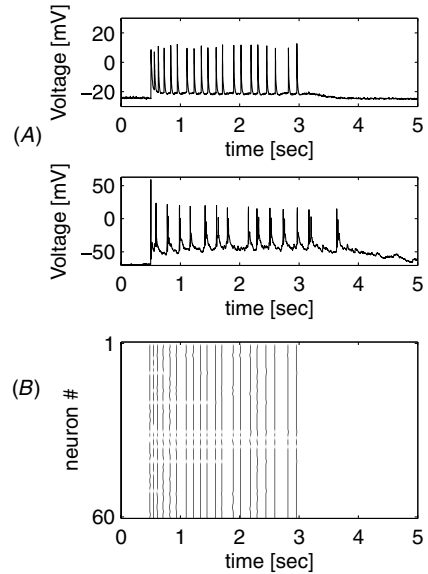 (A)
Voltage [mV]
20
0
−20
0 1 2 3 4 5
time [sec]
Voltage [mV]
50
0
−50
0 1 2 3 4 5
time [sec]
(B)
neuron #
1
60
0 1 2 3 4 5
time [sec]